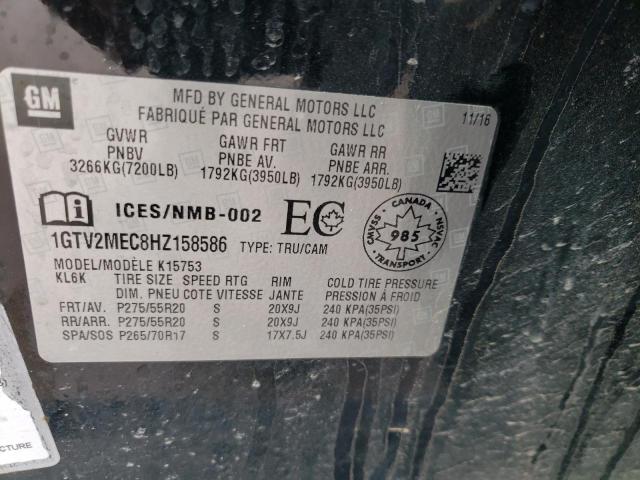 GM
MFD BY GENERAL MOTORS LLC
FABRIQUÉ PAR GENERAL MOTORS LLC
11/16
GVWR GAWR FRT GAWR RR
PNBV PNBE AV. PNBE ARR.
3266KG(7200LB) 1792KG(3950LB) 1792KG(3950LB)
i ICES/NMB-002 EC
CANADA
CMVSS 985 NSVAC
TRANSPORT
1GTV2MEC8HZ158586 TYPE: TRU/CAM
MODEL/MODÈLE K15753
KL6K TIRE SIZE SPEED RTG RIM COLD TIRE PRESSURE
DIM. PNEU COTE VITESSE JANTE PRESSION À FROID
FRT/AV. P275/55R20 S 20X9J 240 KPA(35PSI)
RR/ARR. P275/55R20 S 20X9J 240 KPA(35PSI)
SPA/SOS P265/70R17 S 17X7.5J 240 KPA(35PSI)
CTURE